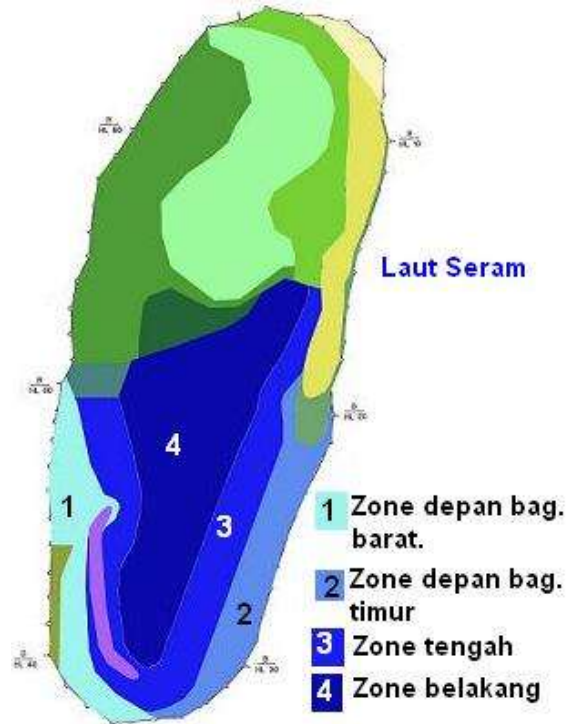 Laut Seram
4
3
1
2
1 Zone depan bag.
barat.
2 Zone depan bag.
timur
3 Zone tengah
4 Zone belakang